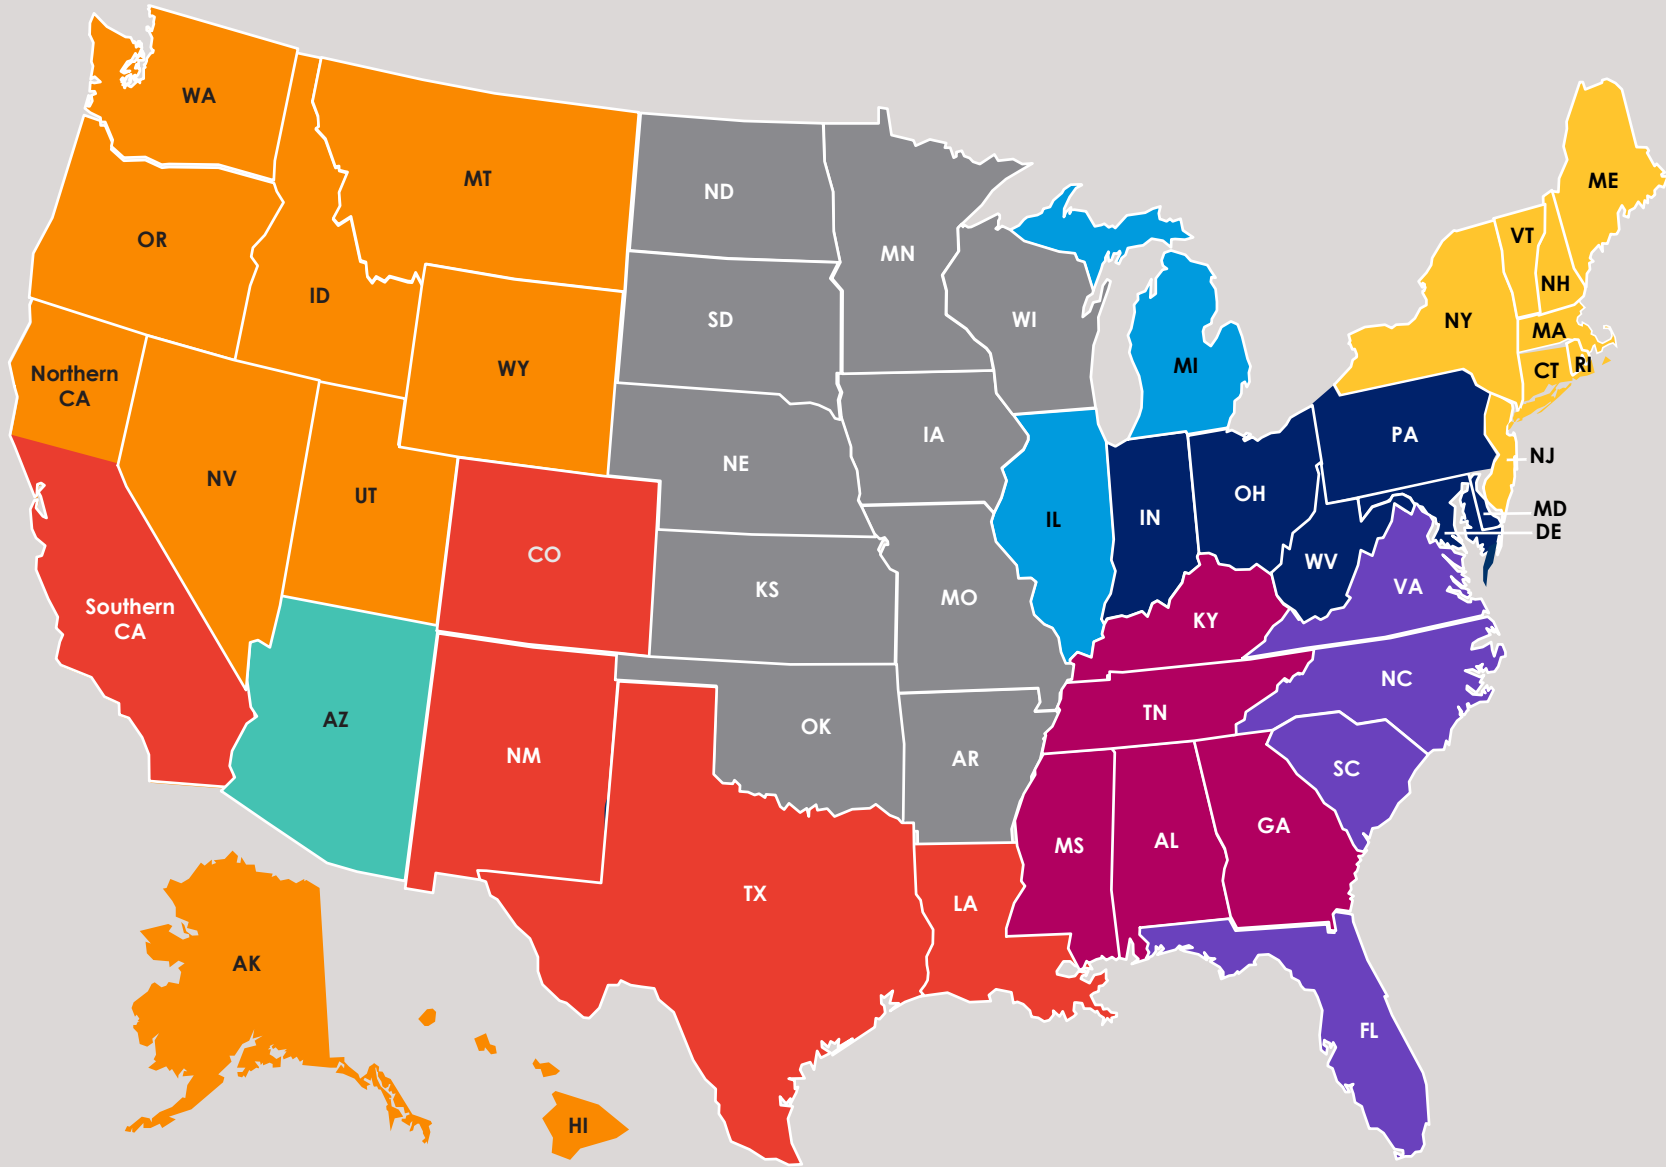 WA
MT
ND
MN
ME
OR
ID
SD
WI
VT
NH
NY
MA
MI
CT
RI
Northern
CA
WY
IA
PA
NJ
NV
UT
NE
OH
IN
IL
MD
DE
CO
KS
MO
WV
VA
Southern
CA
KY
NC
AZ
NM
OK
TN
AR
SC
MS
AL
GA
TX
LA
AK
FL
HI